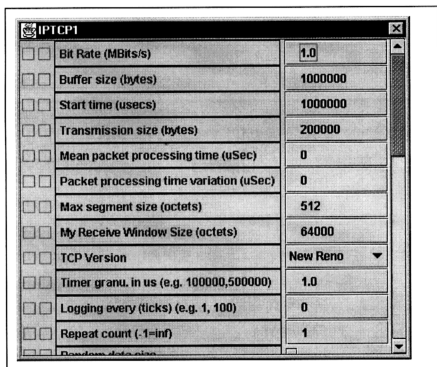 IPTCP1
Bit Rate (MBits/s) 1.0
Buffer size (bytes) 1000000
Start time (usecs) 1000000
Transmission size (bytes) 200000
Mean packet processing time (uSec) 0
Packet processing time variation (uSec) 0
Max segment size (octets) 512
My Receive Window Size (octets) 64000
TCP Version New Reno
Timer granu. in us (e.g. 100000,500000) 1.0
Logging every (ticks) (e.g. 1, 100) 0
Repeat count (-1=inf) 1
Random data size